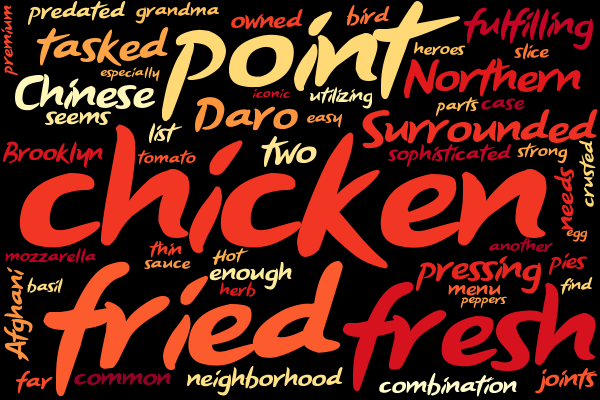 premium
predated
grandma
owned
bird
fulfilling
tasked
point
heroes
slice
especially
Chinese
iconic
utilizing
Northern
seems
Daro
easy
parts
case
list
Surrounded
Brooklyn
tomato
two
sophisticated
strong
crusted
chicken
needs
egg
mozzarella
thin
sauce
Hot
another
enough
pressing
pies
Afghani
basil
herb
menu
find
peppers
fried
fresh
far
common
neighborhood
combination
joints